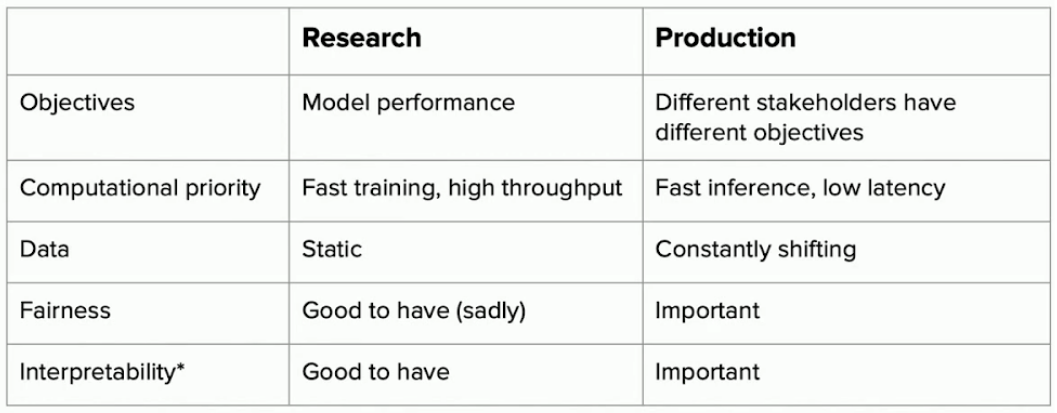 Research Production
Objectives Model performance Different stakeholders have
different objectives
Computational priority Fast training, high throughput Fast inference, low latency
Data Static Constantly shifting
Fairness Good to have (sadly) Important
Interpretability* Good to have Important